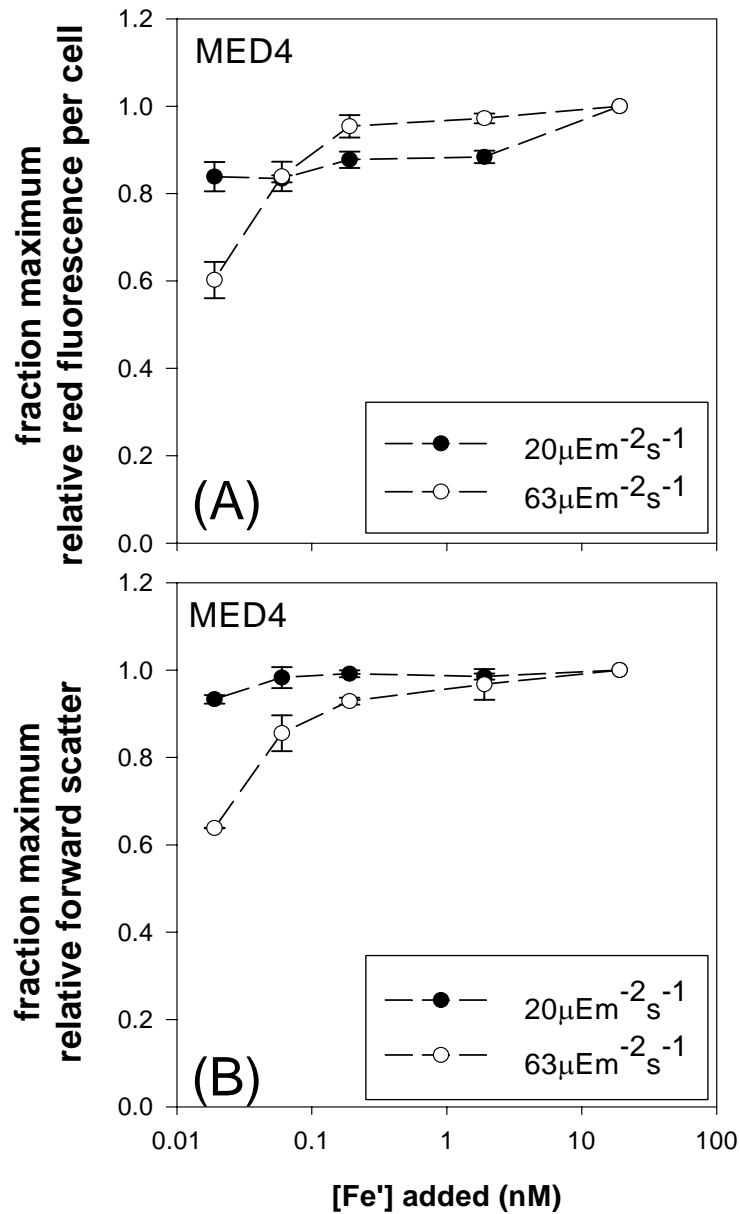 fraction maximum
relative red fluorescence per cell
1.2
1.0
0.8
0.6
0.4
0.2
0.0
MED4
20µEm⁻²s⁻¹
63µEm⁻²s⁻¹
(A)
fraction maximum
relative forward scatter
1.2
1.0
0.8
0.6
0.4
0.2
0.0
MED4
20µEm⁻²s⁻¹
63µEm⁻²s⁻¹
(B)
0.01 0.1 1 10 100
[Fe'] added (nM)